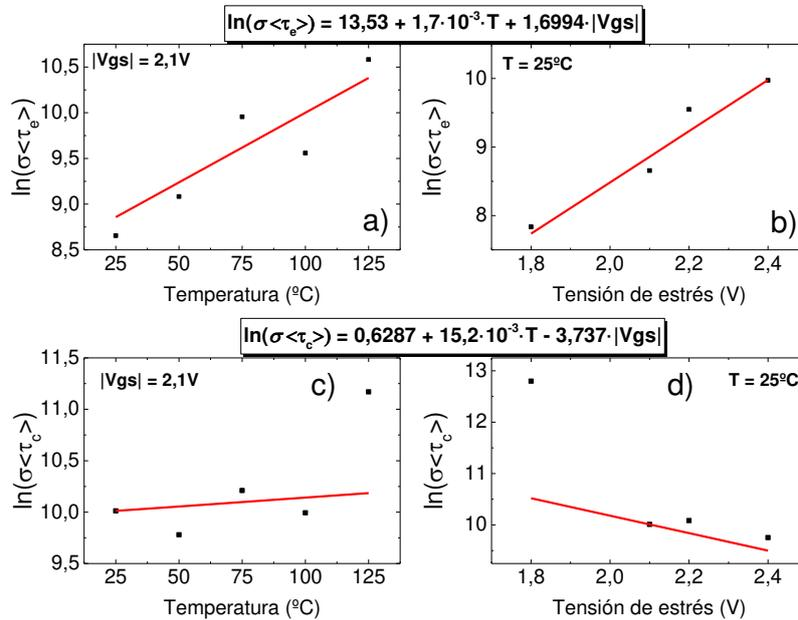 ln(σ<τe>) = 13,53 + 1,7·10-3·T + 1,6994·|Vgs|
|Vgs| = 2,1V
ln(σ<τe>)
10,5
10,0
9,5
9,0
8,5
25 50 75 100 125
Temperatura (ºC)
a)
T = 25ºC
ln(σ<τe>)
10
9
8
1,8 2,0 2,2 2,4
Tensión de estrés (V)
b)
ln(σ<τc>) = 0,6287 + 15,2·10-3·T - 3,737·|Vgs|
|Vgs| = 2,1V
c)
ln(σ<τc>)
11,5
11,0
10,5
10,0
9,5
25 50 75 100 125
Temperatura (ºC)
d)
T = 25ºC
ln(σ<τc>)
13
12
11
10
1,8 2,0 2,2 2,4
Tensión de estrés (V)